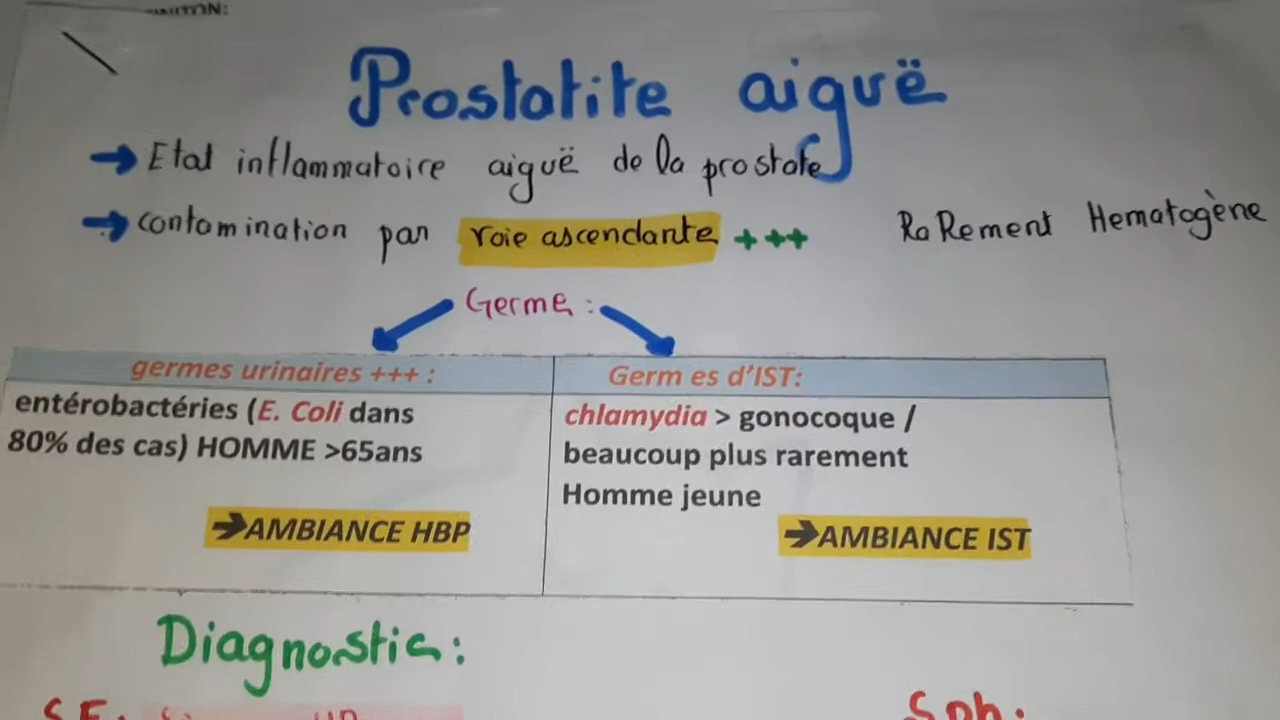 Prostatite aiguë
→ Etat inflammatoire aiguë de la prostate
→ contamination par voie ascendante +++ RaRement Hematogène
Germe :
germes urinaires +++ :
entérobactéries (E. Coli dans
80% des cas) HOMME >65ans
➔AMBIANCE HBP
Germ es d’IST:
chlamydia > gonocoque /
beaucoup plus rarement
Homme jeune
➔AMBIANCE IST
Diagnostic :
SF:
Sph: